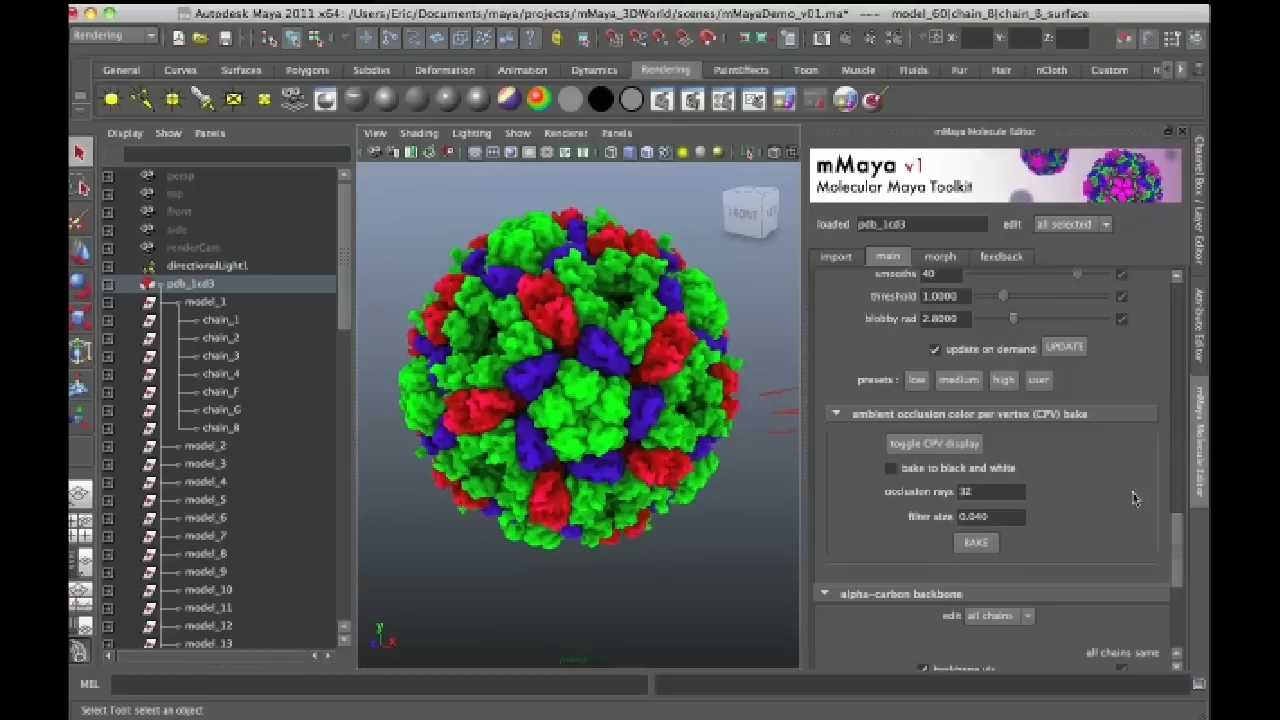 Autodesk Maya 2011 x64: /Users/Eric/Documents/maya/projects/mMaya_3DWorld/scenes/mMayaDemo_v01.ma* --- model_60|chain_8|chain_8_surface
Rendering X: Y: Z:
General Curves Surfaces Polygons Subdivs Deformation Animation Dynamics Rendering PaintEffects Toon Muscle Fluids Fur Hair nCloth Custom H
Display Show Panels
View Shading Lighting Show Renderer Panels
mMaya Molecule Editor
persp
top
front
side
renderCam
directionalLight1
pdb_1cd3
model_1
chain_1
chain_2
chain_3
chain_4
chain_F
chain_G
chain_B
model_2
model_3
model_4
model_5
model_6
model_7
model_8
model_9
model_10
model_11
model_12
model_13
FRONT
y
x
mMaya v1
Molecular Maya Toolkit
loaded pdb_1cd3 edit all selected
import main morph feedback
smooths 40
threshold 1.0000
blobby rad 2.8000
update on demand UPDATE
presets : low medium high user
ambient occlusion color per vertex (CPV) bake
toggle CPV display
bake to black and white
occlusion rays 32
filter size 0.040
BAKE
alpha-carbon backbone
edit all chains
all chains same
backbone vis
Channel Box / Layer Editor
Attribute Editor
mMaya Molecule Editor
MEL
Select Tool: select an object